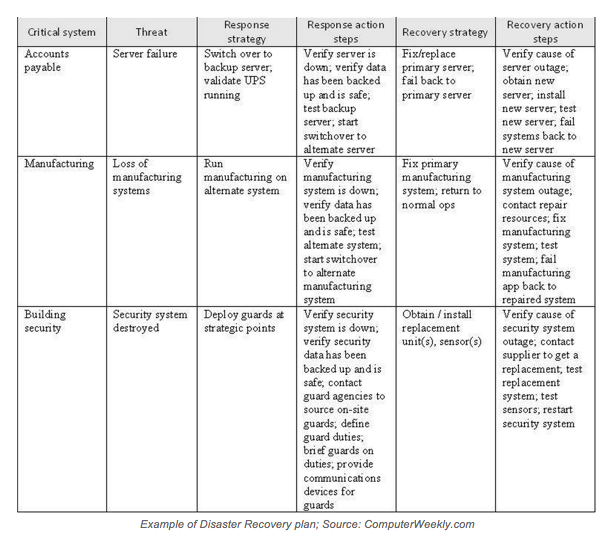 Critical system
Threat
Response
strategy
Response action
steps
Recovery strategy
Recovery action
steps
Accounts
payable
Server failure
Switch over to
backup server;
validate UPS
running
Verify server is
down; verify data
has been backed
up and is safe;
test backup
server; start
switchover to
alternate server
Fix/replace
primary server;
fail back to
primary server
Verify cause of
server outage;
obtain new
server; install
new server; test
new server; fail
systems back to
new server
Manufacturing
Loss of
manufacturing
systems
Run
manufacturing on
alternate system
Verify
manufacturing
system is down;
verify data has
been backed up
and is safe; test
alternate system;
start switchover
to alternate
manufacturing
system
Fix primary
manufacturing
system; return to
normal ops
Verify cause of
manufacturing
system outage;
contact repair
resources; fix
manufacturing
system; test
system; fail
manufacturing
app back to
repaired system
Building
security
Security system
destroyed
Deploy guards at
strategic points
Verify security
system is down;
verify security
data has been
backed up and is
safe; contact
guard agencies to
source on-site
guards; define
guard duties;
brief guards on
duties; provide
communications
devices for
guards
Obtain / install
replacement
unit(s), sensor(s)
Verify cause of
security system
outage; contact
supplier to get a
replacement; test
replacement
system; test
sensors; restart
security system
Example of Disaster Recovery plan; Source: ComputerWeekly.com